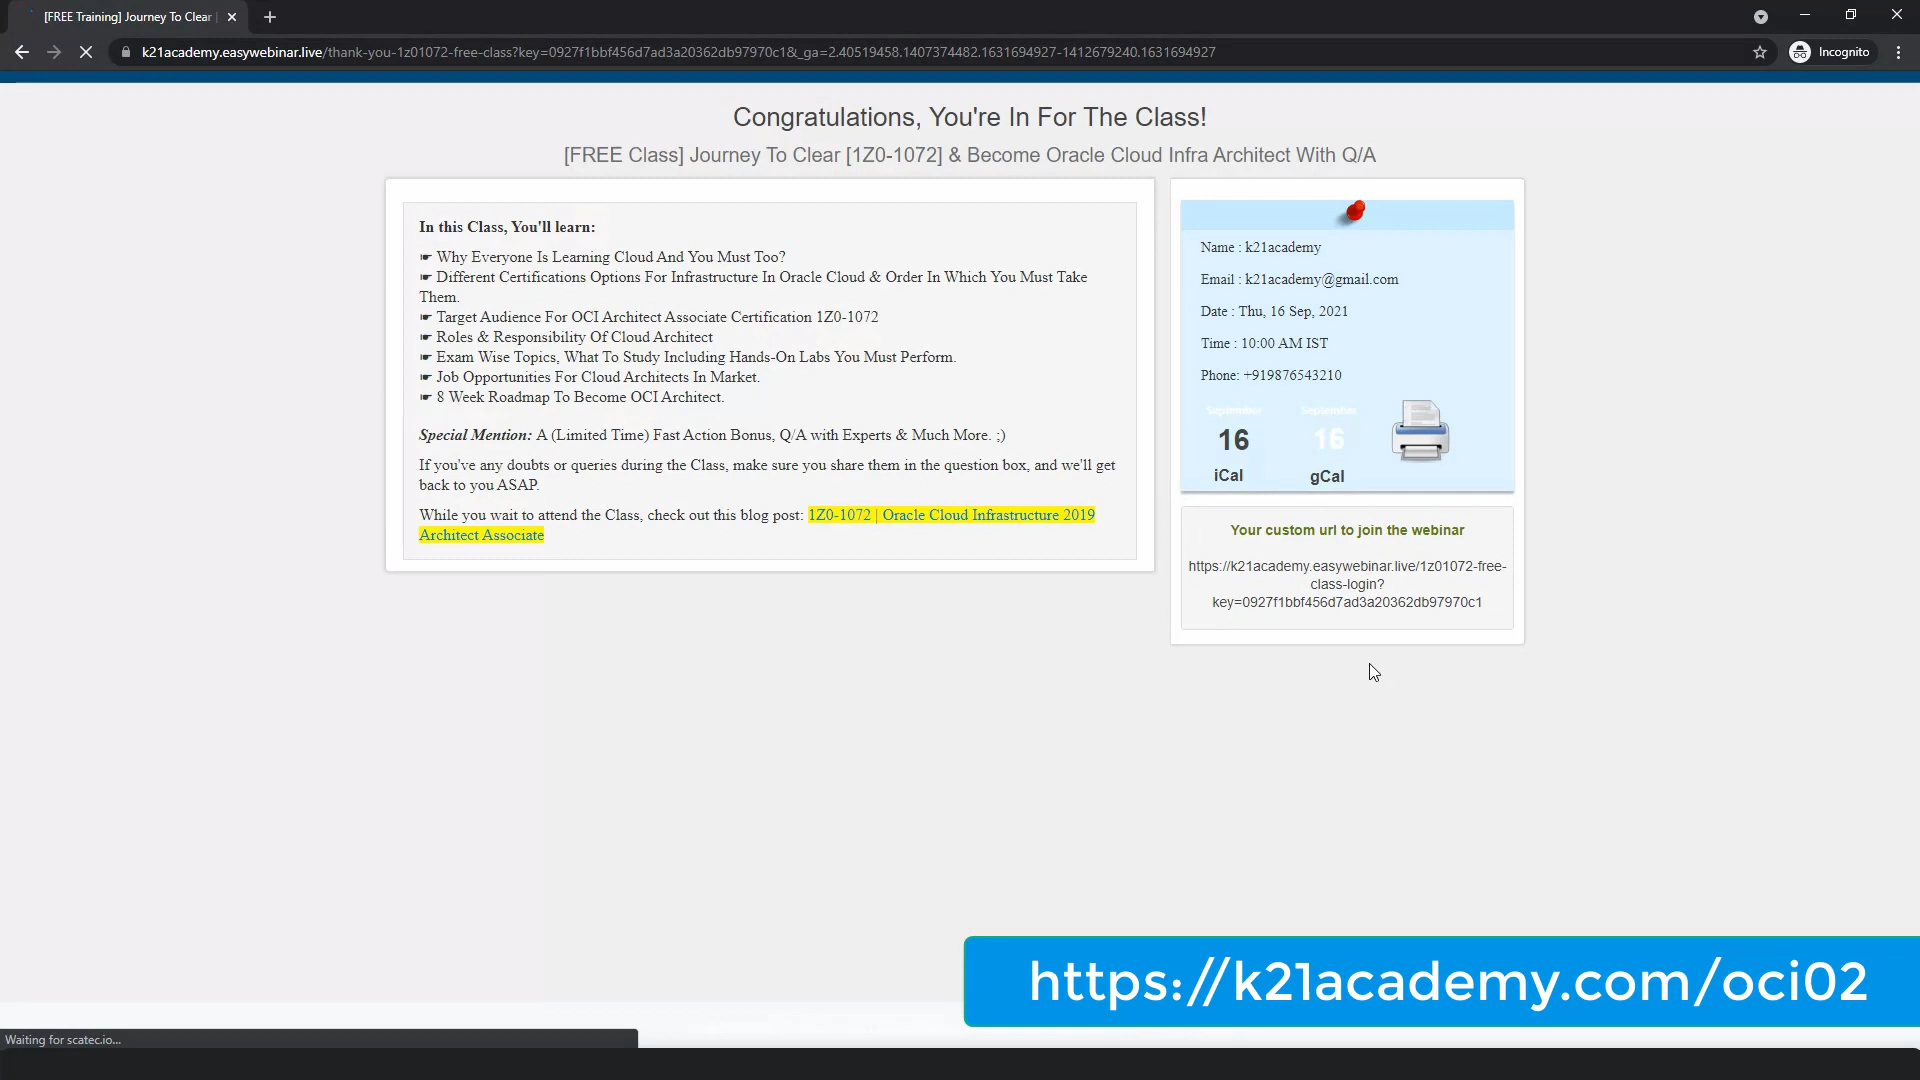 [FREE Training] Journey To Clear |
k21academy.easywebinar.live/thank-you-1z01072-free-class?key=0927f1bbf456d7ad3a20362db97970c1&_ga=2.40519458.1407374482.1631694927-1412679240.1631694927
Incognito
Congratulations, You're In For The Class!
[FREE Class] Journey To Clear [1Z0-1072] & Become Oracle Cloud Infra Architect With Q/A
In this Class, You'll learn:
☛ Why Everyone Is Learning Cloud And You Must Too?
☛ Different Certifications Options For Infrastructure In Oracle Cloud & Order In Which You Must Take
Them.
☛ Target Audience For OCI Architect Associate Certification 1Z0-1072
☛ Roles & Responsibility Of Cloud Architect
☛ Exam Wise Topics, What To Study Including Hands-On Labs You Must Perform.
☛ Job Opportunities For Cloud Architects In Market.
☛ 8 Week Roadmap To Become OCI Architect.
Special Mention: A (Limited Time) Fast Action Bonus, Q/A with Experts & Much More. ;)
If you've any doubts or queries during the Class, make sure you share them in the question box, and we'll get
back to you ASAP.
While you wait to attend the Class, check out this blog post: 1Z0-1072 | Oracle Cloud Infrastructure 2019
Architect Associate
Name : k21academy
Email : k21academy@gmail.com
Date : Thu, 16 Sep, 2021
Time : 10:00 AM IST
Phone: +919876543210
September September
16 16
iCal gCal
Your custom url to join the webinar
https://k21academy.easywebinar.live/1z01072-free-
class-login?
key=0927f1bbf456d7ad3a20362db97970c1
https://k21academy.com/oci02
Waiting for scatec.io...